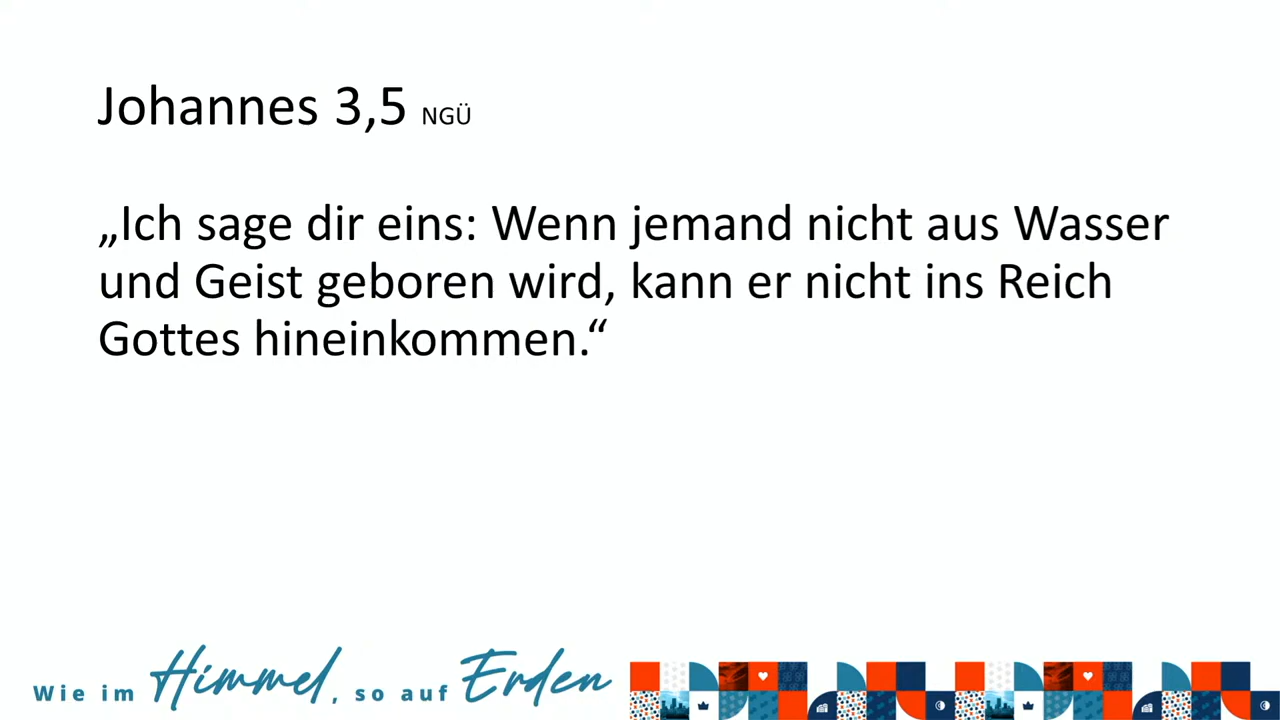 Johannes 3,5 NGÜ
„Ich sage dir eins: Wenn jemand nicht aus Wasser
und Geist geboren wird, kann er nicht ins Reich
Gottes hineinkommen.“
Wie im Himmel, so auf Erden